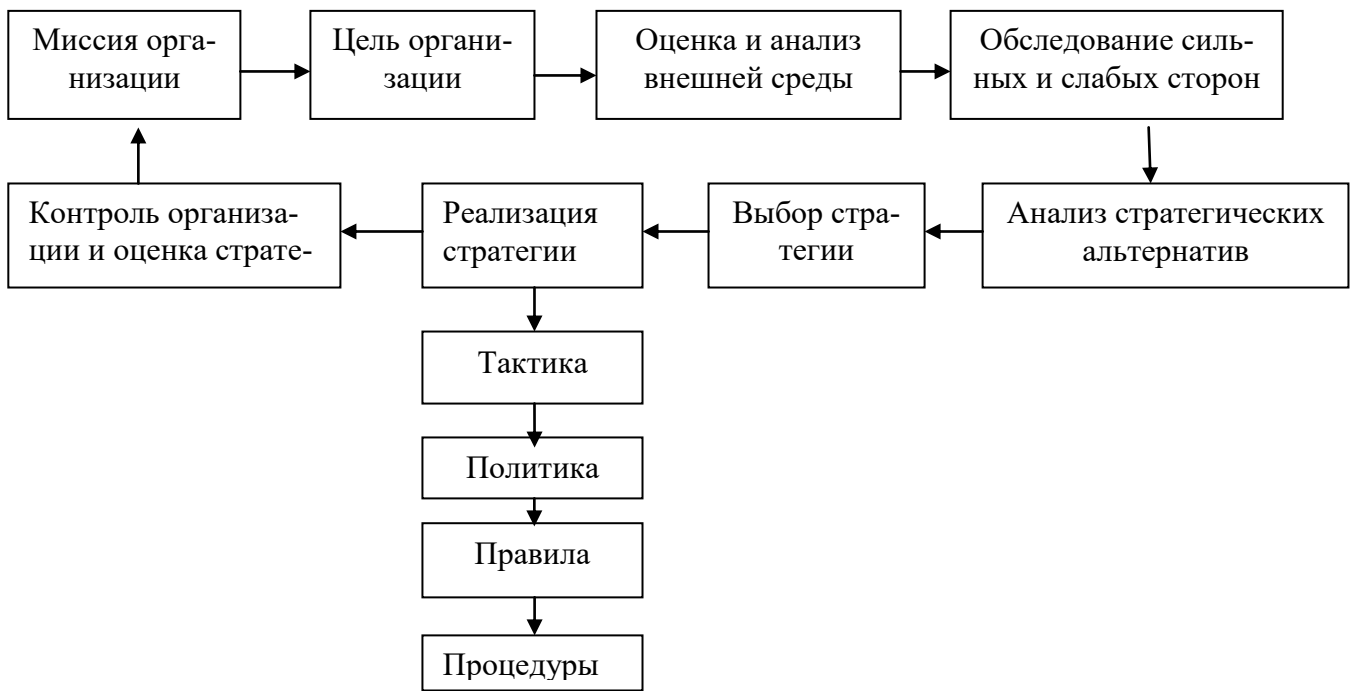 Миссия орга-
низации
Цель органи-
зации
Оценка и анализ
внешней среды
Обследование силь-
ных и слабых сторон
Контроль организа-
ции и оценка страте-
Реализация
стратегии
Выбор стра-
тегии
Анализ стратегических
альтернатив
Тактика
Политика
Правила
Процедуры